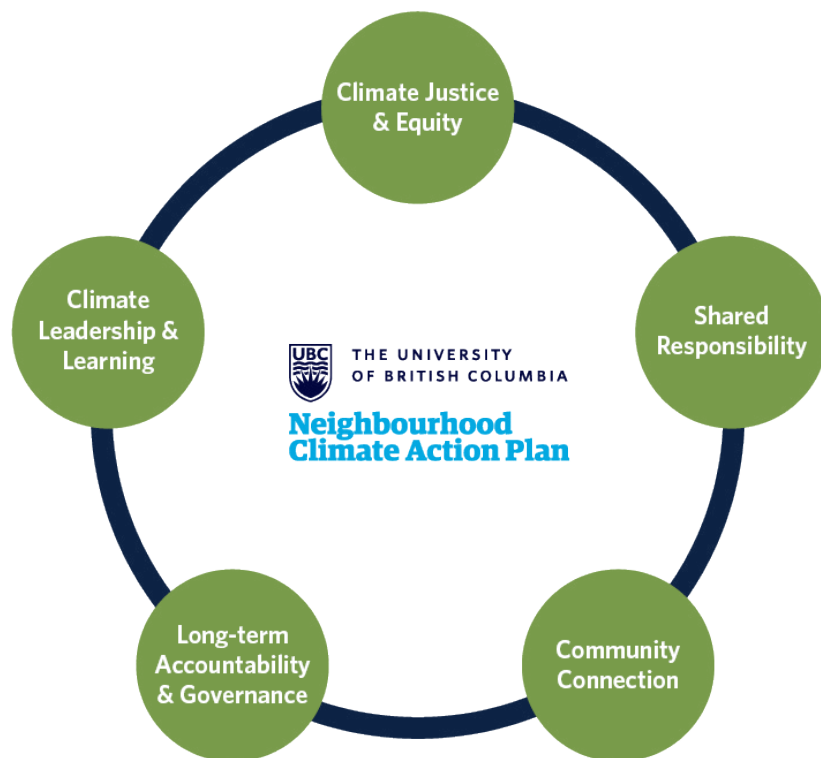 Climate Justice
& Equity
Climate
Leadership &
Learning
Shared
Responsibility
UBC
THE UNIVERSITY
OF BRITISH COLUMBIA
Neighbourhood
Climate Action Plan
Long-term
Accountability
& Governance
Community
Connection